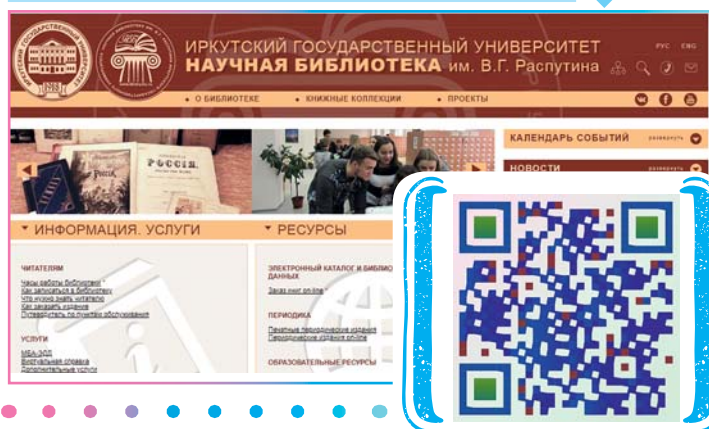 ИРКУТСКИЙ ГОСУДАРСТВЕННЫЙ УНИВЕРСИТЕТ
НАУЧНАЯ БИБЛИОТЕКА им. В.Г. Распутина
РУС ENG
• О БИБЛИОТЕКЕ • КНИЖНЫЕ КОЛЛЕКЦИИ • ПРОЕКТЫ
РОССІЯ.
КАЛЕНДАРЬ СОБЫТИЙ развернуть
НОВОСТИ развернуть
ИНФОРМАЦИЯ. УСЛУГИ
РЕСУРСЫ
ЧИТАТЕЛЯМ
Часы работы библиотеки
Как записаться в библиотеку
Что нужно знать читателю
Как заказать издание
Путеводитель по пунктам обслуживания
УСЛУГИ
МБА-ЭДД
Виртуальная справка
Дополнительные услуги
ЭЛЕКТРОННЫЙ КАТАЛОГ И
ДАННЫХ
Заказ книг on-line
ПЕРИОДИКА
Печатные периодические издания
Периодические издания on-line
ОБРАЗОВАТЕЛЬНЫЕ РЕСУРСЫ